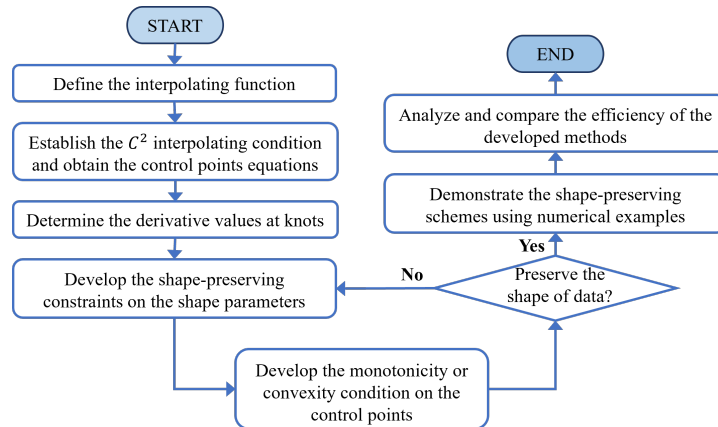 START
Define the interpolating function
Establish the C² interpolating condition
and obtain the control points equations
Determine the derivative values at knots
Develop the shape-preserving
constraints on the shape parameters
Develop the monotonicity or
convexity condition on the
control points
Preserve the
shape of data?
No
Yes
Demonstrate the shape-preserving
schemes using numerical examples
Analyze and compare the efficiency of the
developed methods
END